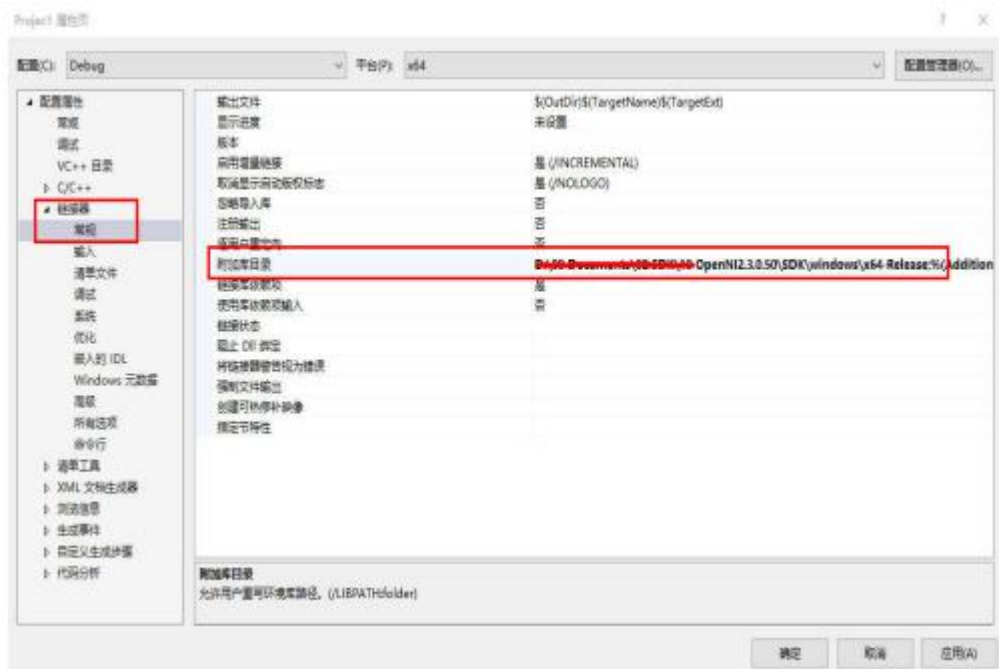 Project 属性页
配置(C): Debug 平台(P): x64 配置管理器(O)...
配置属性
常规
调试
VC++ 目录
C/C++
链接器
常规
输入
清单文件
调试
系统
优化
嵌入的 IDL
Windows 元数据
高级
所有选项
命令行
清单工具
XML 文档生成器
浏览信息
生成事件
自定义生成步骤
代码分析
输出文件 $(OutDir)$(TargetName)$(TargetExt)
显示进度 未设置
版本
启用增量链接 是 (/INCREMENTAL)
取消显示启动版权标志 是 (/NOLOGO)
忽略导入库 否
注册输出 否
逐用户重定向 否
附加库目录 OpenNI2.3.0.50\SDK\windows\x64-Release;%(Addition
链接库依赖项 是
使用库依赖项输入 否
链接状态
阻止 Dll 绑定
将链接器警告视为错误
强制文件输出
创建可热修补映像
指定节特性
附加库目录
允许用户重写环境库路径。(/LIBPATH:folder)
确定 取消 应用(A)